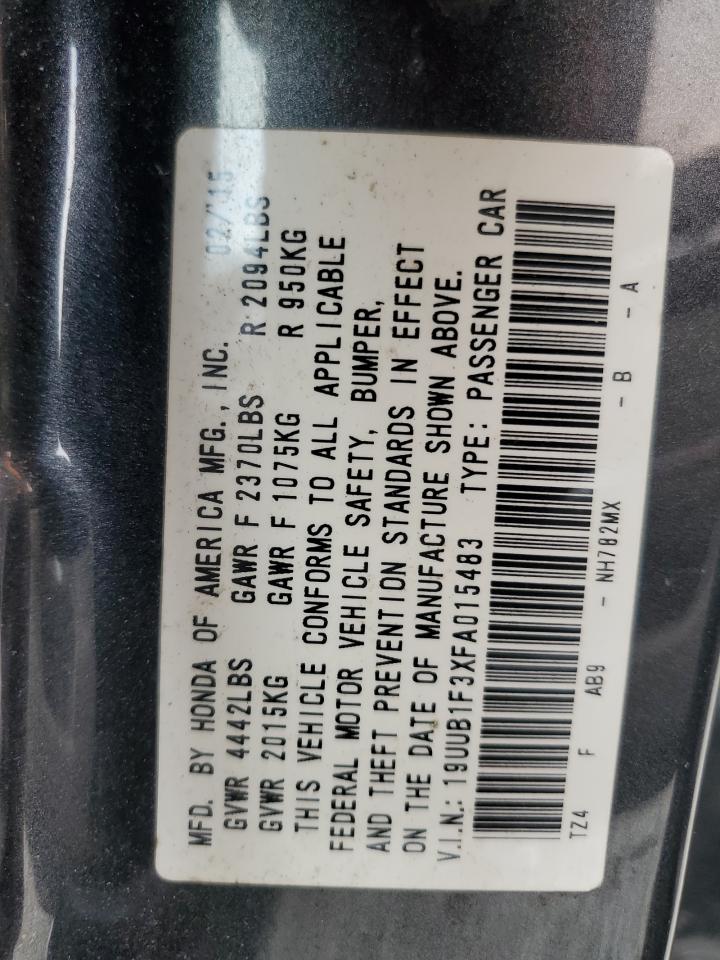 MFD. BY HONDA OF AMERICA MFG., INC. 02/'15
GVWR 4442LBS GAWR F 2370LBS R 2094LBS
GVWR 2015KG GAWR F 1075KG R 950KG
THIS VEHICLE CONFORMS TO ALL APPLICABLE
FEDERAL MOTOR VEHICLE SAFETY, BUMPER,
AND THEFT PREVENTION STANDARDS IN EFFECT
ON THE DATE OF MANUFACTURE SHOWN ABOVE.
V.I.N.: 19UUB1F3XFA015483 TYPE: PASSENGER CAR
TZ4 F AB9 - NH782MX - B - A